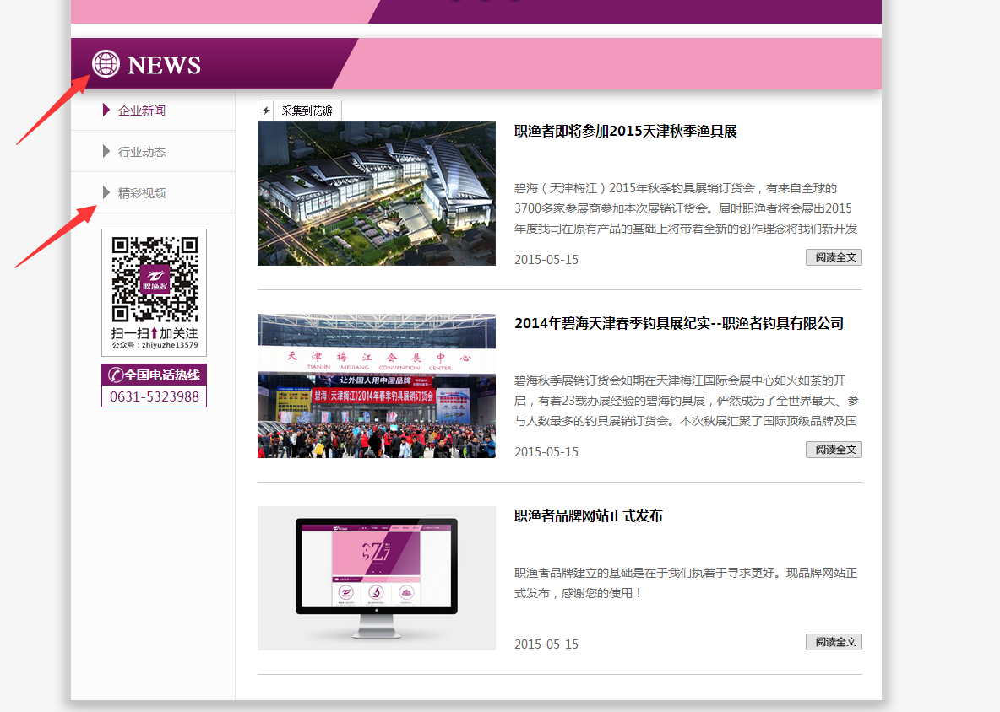 NEWS
企业新闻
行业动态
精彩视频
职渔者
扫一扫加关注
公众号：zhiyuzhe13579
全国电话热线
0631-5323988
采集到花瓣
职渔者即将参加2015天津秋季渔具展
碧海（天津梅江）2015年秋季钓具展销订货会，有来自全球的
3700多家参展商参加本次展销订货会。届时职渔者将会展出2015
年度我司在原有产品的基础上将带着全新的创作理念将我们新开发
2015-05-15
阅读全文
天津梅江会展中心
TIANJIN MEIJIANG CONVENTION CENTER
让外国人用中国品牌
碧海(天津梅江)2014年春季钓具展销订货会
2014年碧海天津春季钓具展纪实--职渔者钓具有限公司
碧海秋季展销订货会如期在天津梅江国际会展中心如火如荼的开
启，有着23载办展经验的碧海钓具展，俨然成为了全世界最大、参
与人数最多的钓具展销订货会。本次秋展汇聚了国际顶级品牌及国
2015-05-15
阅读全文
职渔者品牌网站正式发布
职渔者品牌建立的基础是在于我们执着于寻求更好。现品牌网站正
式发布，感谢您的使用！
2015-05-15
阅读全文